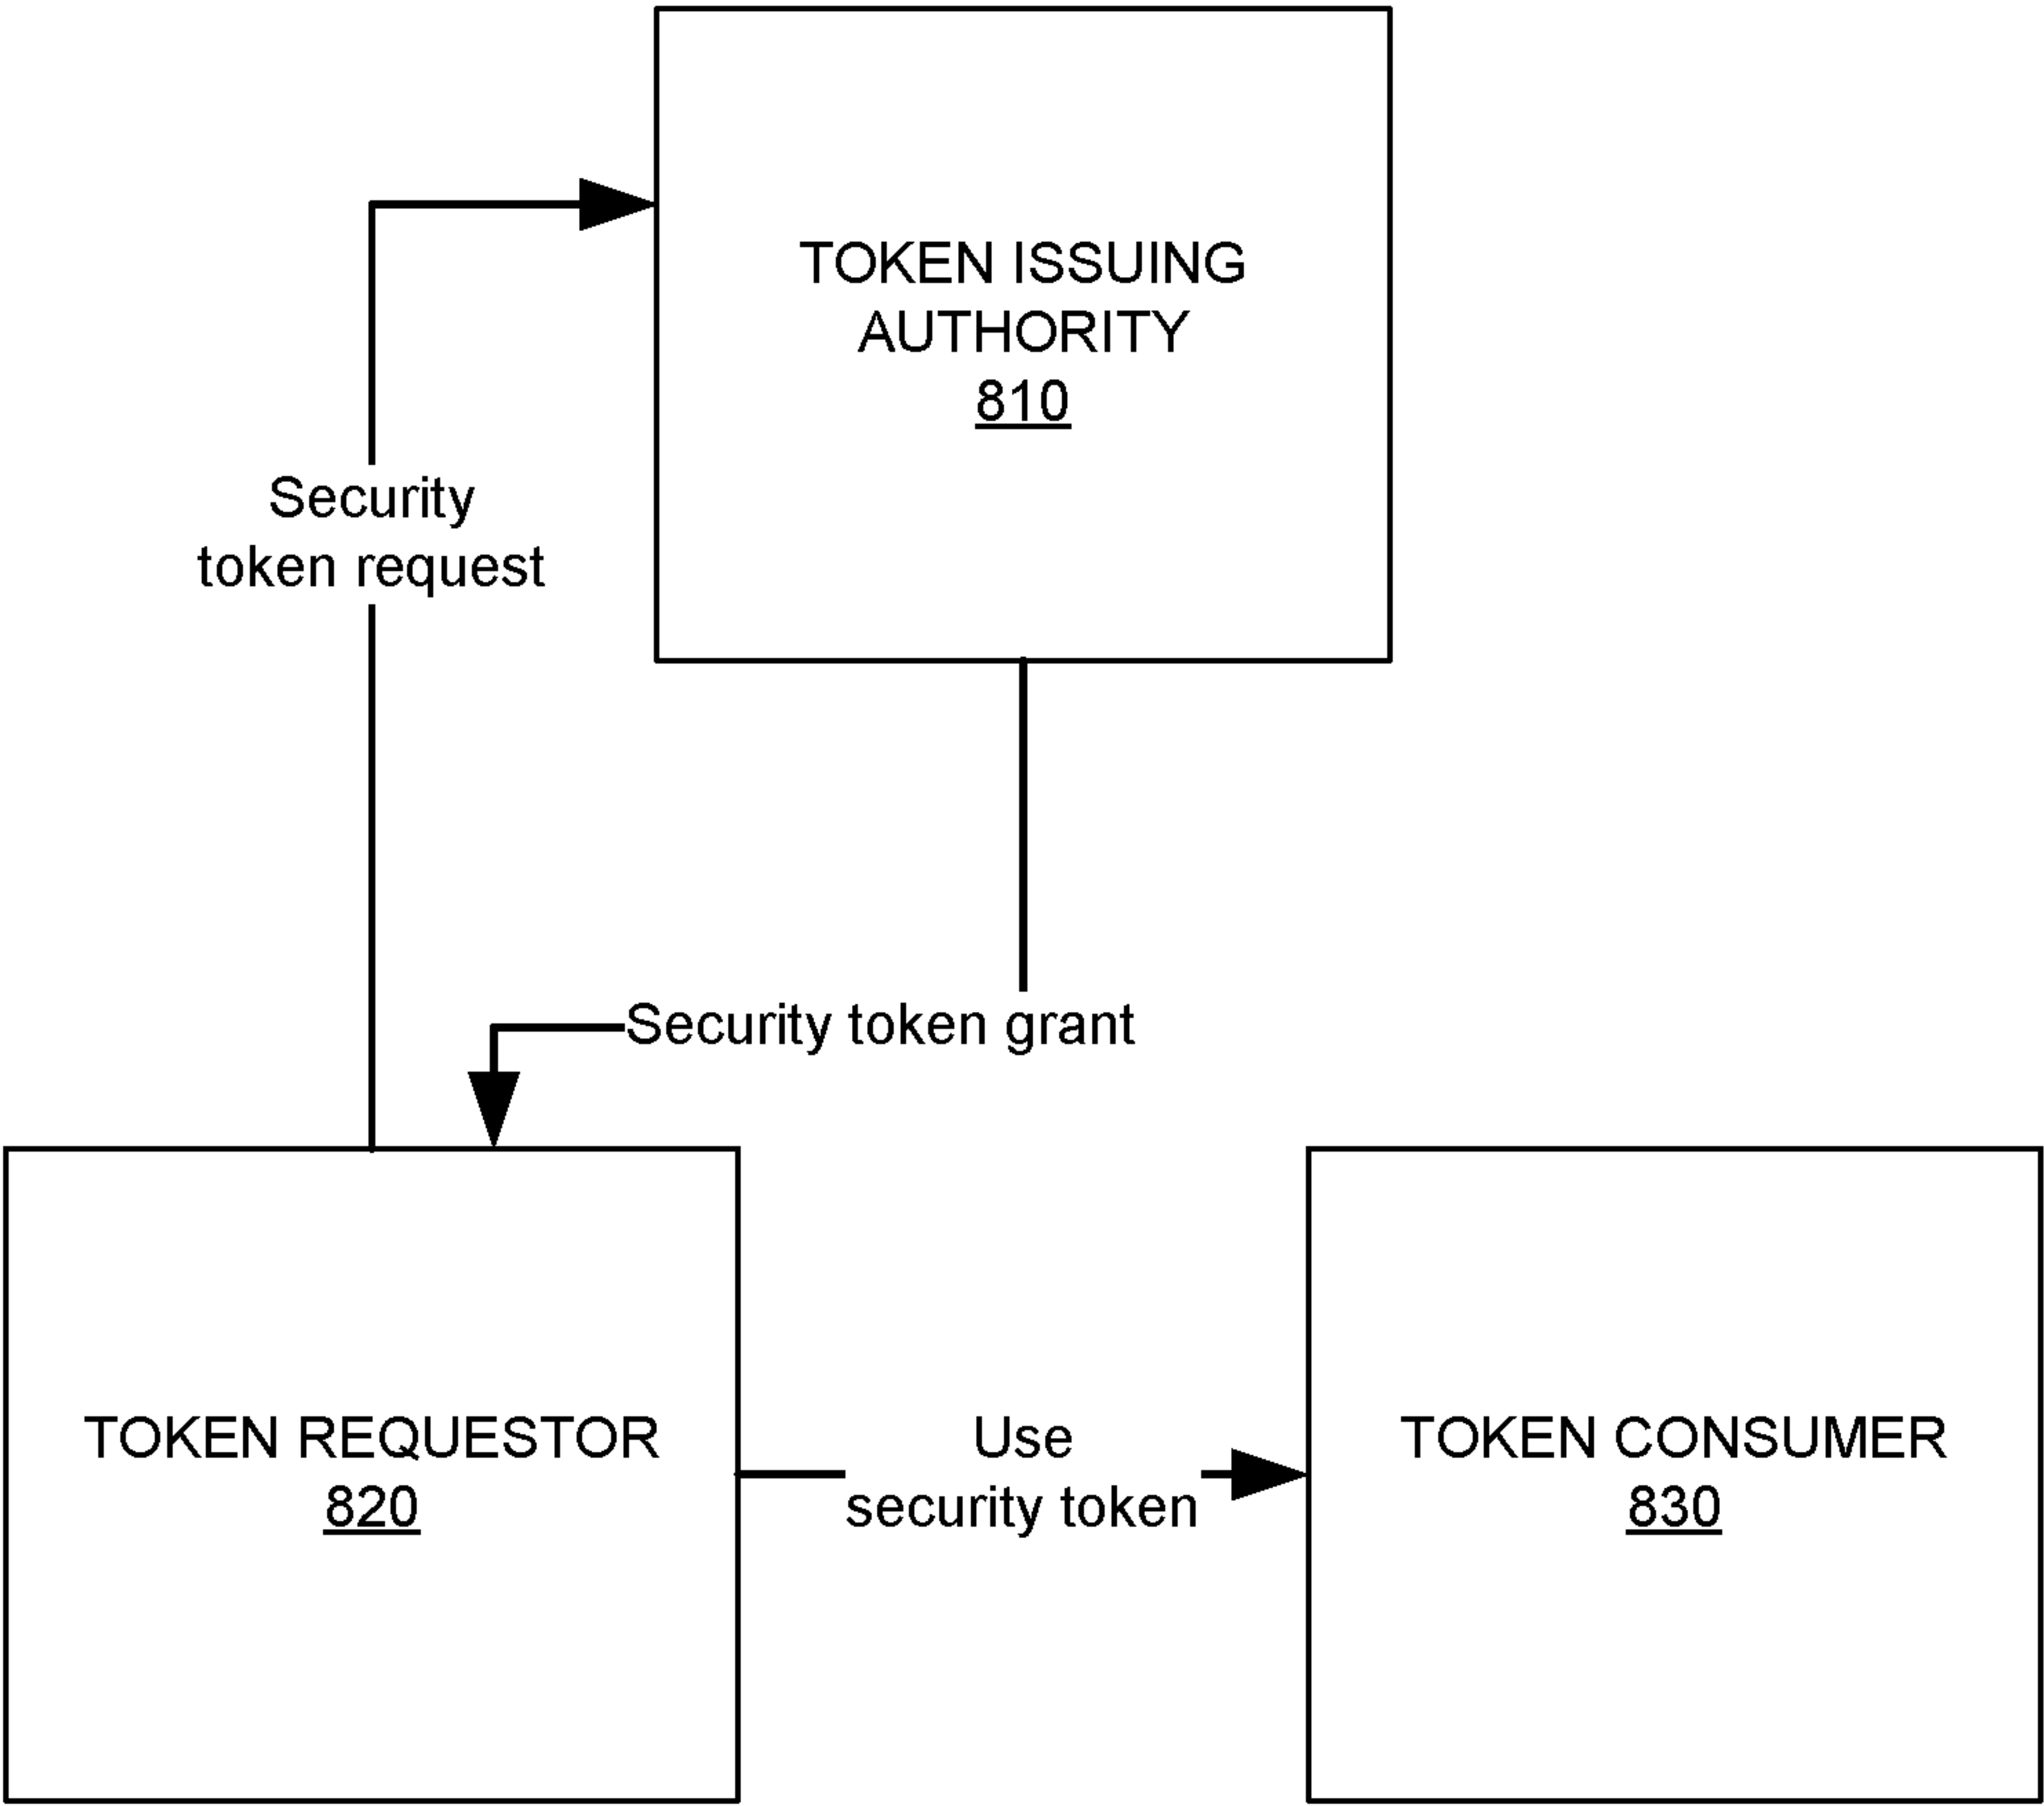 TOKEN ISSUING
AUTHORITY
810
Security
token request
Security token grant
TOKEN REQUESTOR
820
Use
security token
TOKEN CONSUMER
830